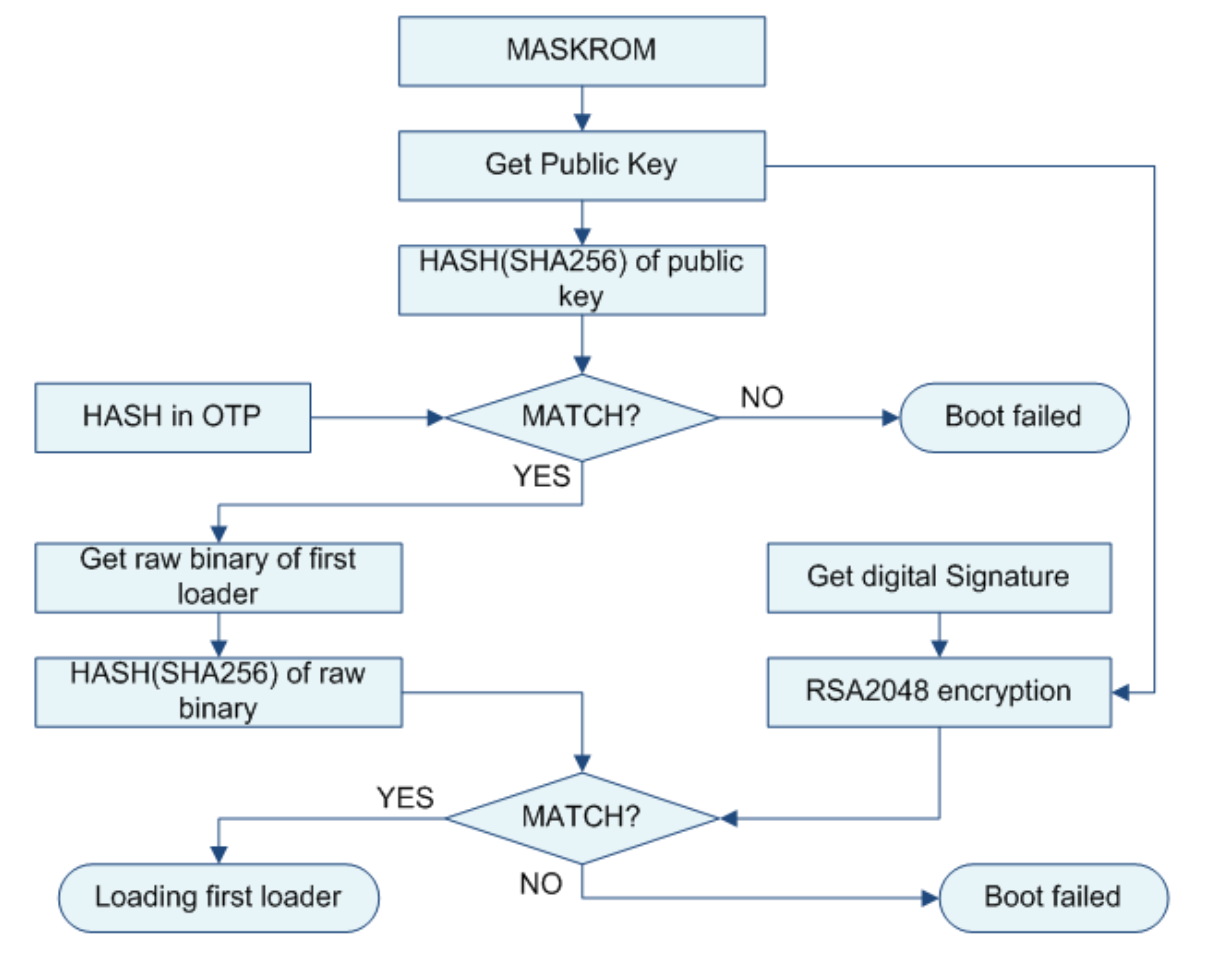 MASKROM
Get Public Key
HASH(SHA256) of public
key
HASH in OTP
MATCH?
NO
Boot failed
YES
Get raw binary of first
loader
Get digital Signature
HASH(SHA256) of raw
binary
RSA2048 encryption
YES
MATCH?
Loading first loader
NO
Boot failed